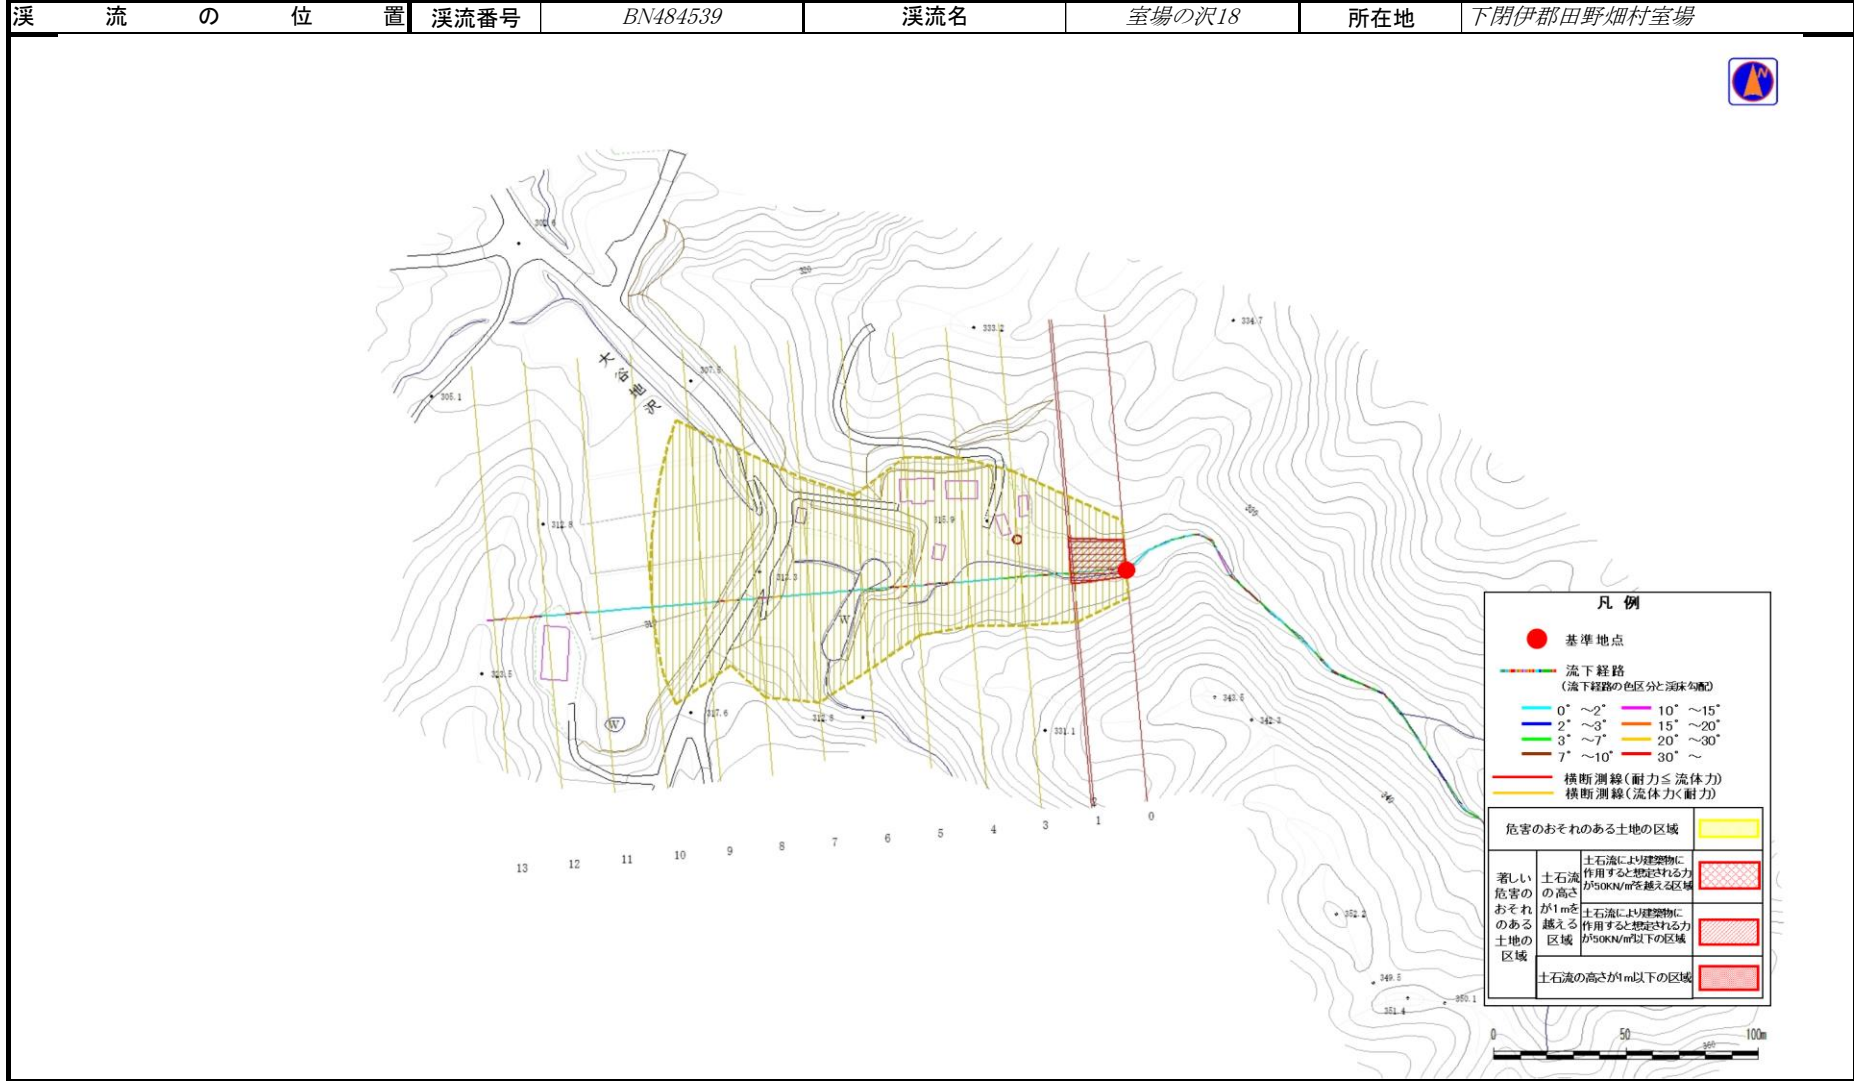 渓流の位置 渓流番号 BN484539 渓流名 室場の沢18 所在地 下閉伊郡田野畑村室場
N
302.6
320
334.7
333.2
307.5
大谷地沢
305.1
315.9
312.8
313.3
W
323.5
W
317.6
312.8
331.1
343.5
342.3
340
2
13 12 11 10 9 8 7 6 5 4 3 1 0
352.2
349.5
351.4
350.1
凡例
基準地点
流下経路
(流下経路の色区分と渓床勾配)
0°～2° 10°～15°
2°～3° 15°～20°
3°～7° 20°～30°
7°～10° 30°～
横断測線(耐力≦流体力)
横断測線(流体力<耐力)
危害のおそれのある土地の区域
著しい危害のおそれのある土地の区域
土石流の高さが1mを越える区域
土石流により建築物に作用すると想定される力が50KN/㎡を越える区域
土石流により建築物に作用すると想定される力が50KN/㎡以下の区域
土石流の高さが1m以下の区域
0 50 100m
360